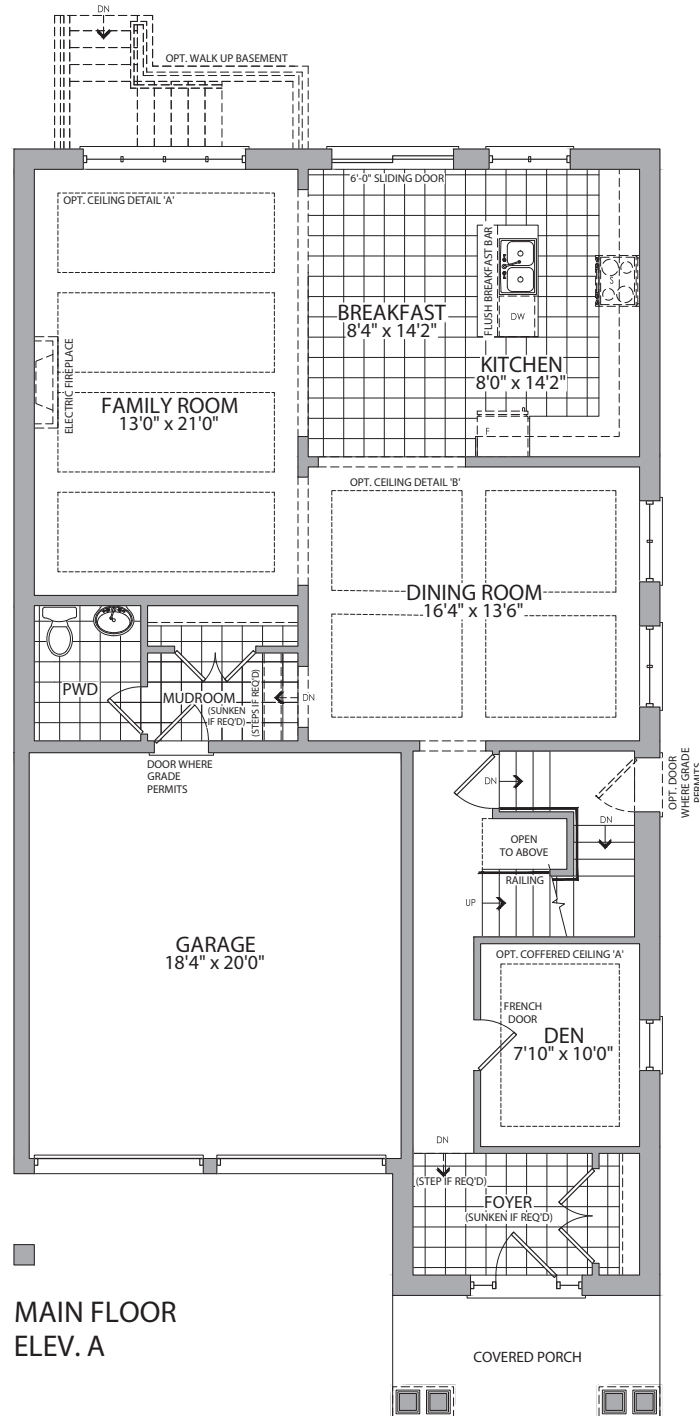 DN
OPT. WALK UP BASEMENT
OPT. CEILING DETAIL 'A'
6'-0" SLIDING DOOR
FLUSH BREAKFAST BAR
S
DW
BREAKFAST
8'4" x 14'2"
KITCHEN
8'0" x 14'2"
ELECTRIC FIREPLACE
FAMILY ROOM
13'0" x 21'0"
F
OPT. CEILING DETAIL 'B'
DINING ROOM
16'4" x 13'6"
PWD
MUDROOM
(SUNKEN
IF REQ'D)
(STEPS IF REQ'D)
DN
DOOR WHERE
GRADE
PERMITS
DN
OPT. DOOR
WHERE GRADE
PERMITS
DN
OPEN
TO ABOVE
RAILING
UP
GARAGE
18'4" x 20'0"
OPT. COFFERED CEILING 'A'
FRENCH
DOOR
DEN
7'10" x 10'0"
DN
(STEP IF REQ'D)
FOYER
(SUNKEN IF REQ'D)
MAIN FLOOR
ELEV. A
COVERED PORCH